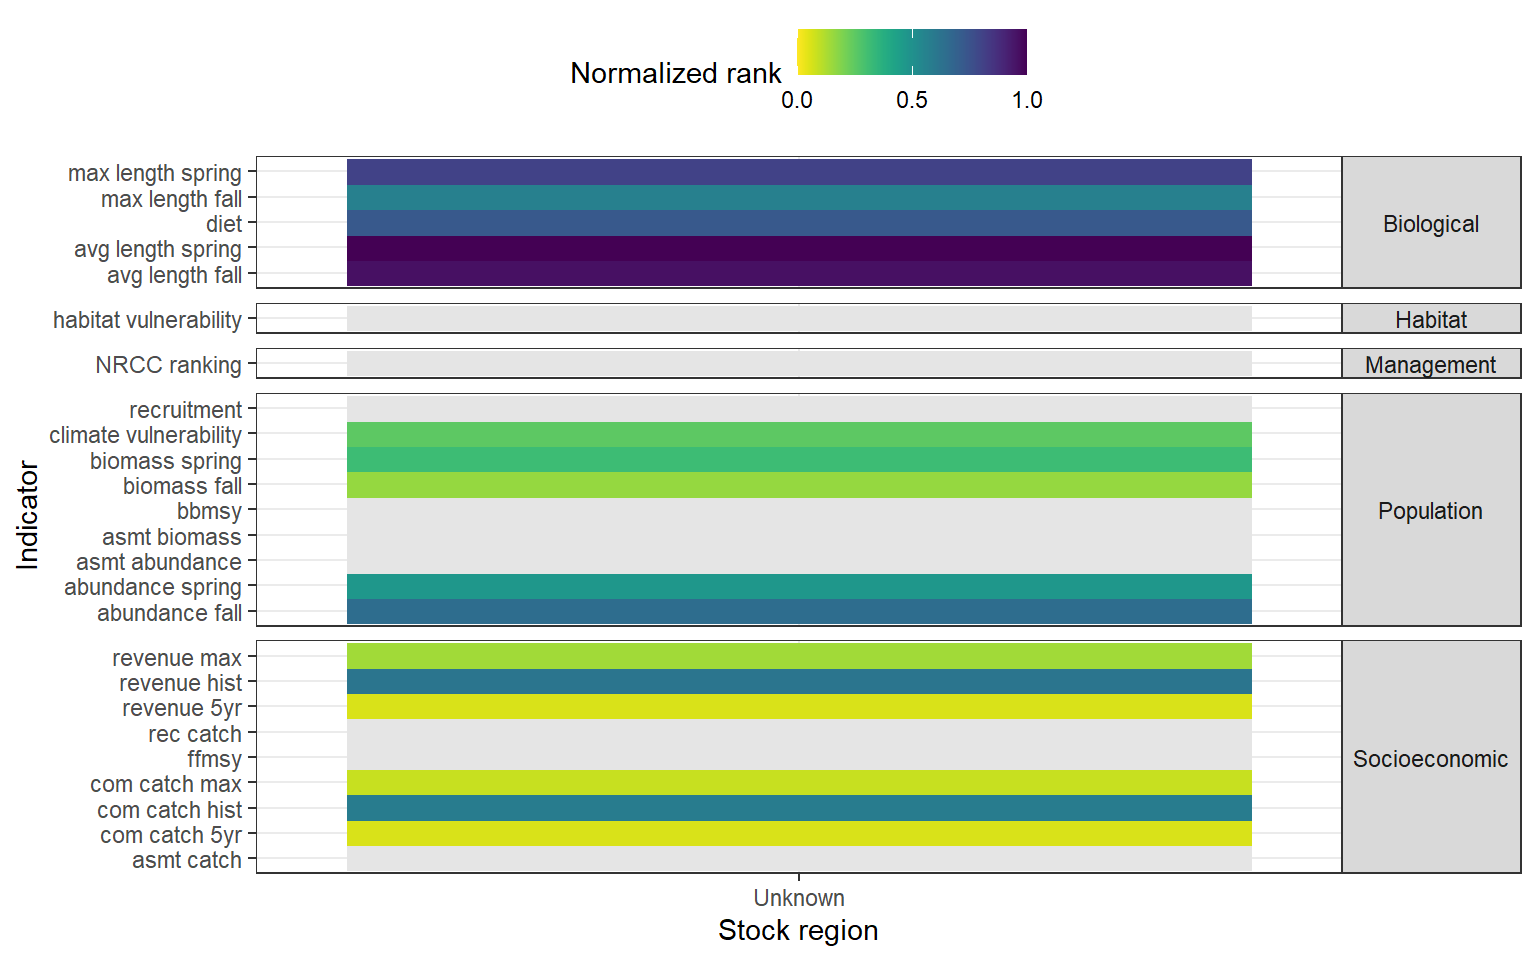 Normalized rank
0.0 0.5 1.0
max length spring
max length fall
diet
avg length spring
avg length fall
Biological
habitat vulnerability
Habitat
NRCC ranking
Management
recruitment
climate vulnerability
biomass spring
biomass fall
bbmsy
asmt biomass
asmt abundance
abundance spring
abundance fall
Population
revenue max
revenue hist
revenue 5yr
rec catch
ffmsy
com catch max
com catch hist
com catch 5yr
asmt catch
Socioeconomic
Indicator
Unknown
Stock region